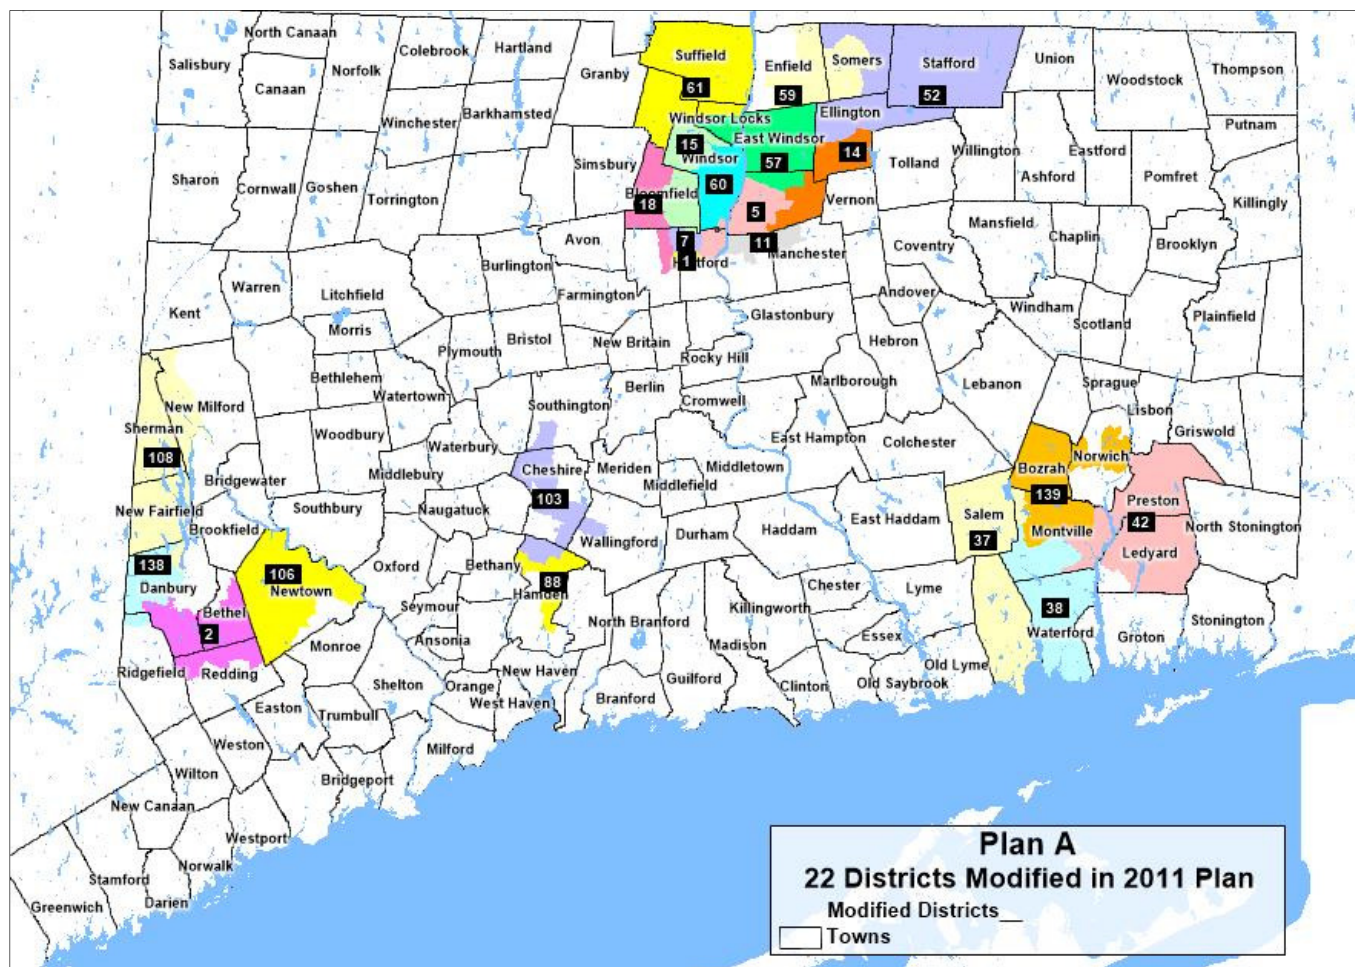 North Canaan
Colebrook
Hartland
Suffield
Salisbury
Norfolk
Granby
Enfield
Somers
Stafford
Union
Woodstock
Thompson
Canaan
61
59
52
Winchester
Barkhamsted
Windsor Locks
Ellington
Putnam
15
East Windsor
Simsbury
Windsor
57
14
Tolland
Willington
Eastford
Sharon
Cornwall
Goshen
Torrington
Bloomfield
60
Ashford
Pomfret
18
5
Vernon
Killingly
Avon
7
11
Mansfield
Chaplin
Brooklyn
Burlington
1
Hartford
Manchester
Coventry
Warren
Litchfield
Farmington
Andover
Kent
Morris
Glastonbury
Windham
Scotland
Plainfield
Plymouth
Bristol
New Britain
Rocky Hill
Hebron
Bethlehem
Watertown
Berlin
Marlborough
Lebanon
Sprague
New Milford
Southington
Cromwell
Lisbon
Sherman
Woodbury
Waterbury
East Hampton
Colchester
Griswold
108
Middlebury
Cheshire
Meriden
Middletown
Bozrah
Norwich
Bridgewater
103
Middlefield
139
Preston
New Fairfield
Southbury
Naugatuck
Salem
42
Brookfield
Wallingford
Durham
Haddam
East Haddam
37
Montville
North Stonington
138
106
Oxford
Bethany
Ledyard
Danbury
Newtown
88
Hamden
Chester
Lyme
Bethel
Seymour
Killingworth
38
2
Ansonia
North Branford
Essex
Waterford
Stonington
Monroe
Madison
Groton
Ridgefield
Redding
New Haven
Old Lyme
Shelton
Orange
Guilford
Clinton
Old Saybrook
Easton
Trumbull
West Haven
Branford
Weston
Milford
Wilton
Bridgeport
New Canaan
Westport
Norwalk
Stamford
Darien
Greenwich
Plan A
22 Districts Modified in 2011 Plan
Modified Districts__
Towns